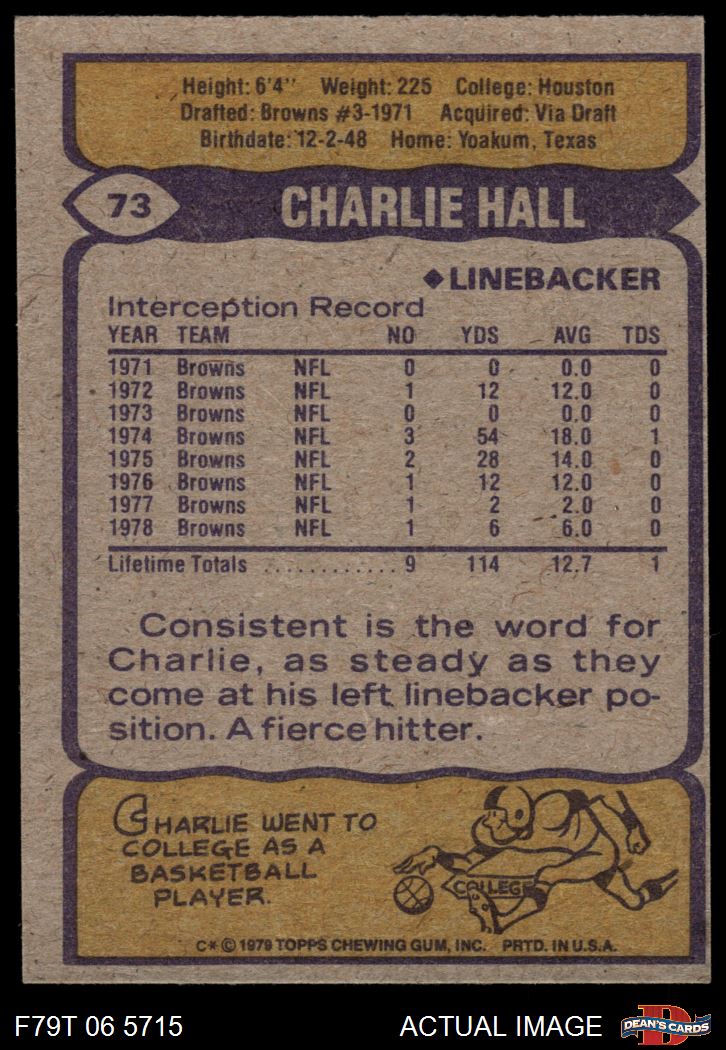 Height: 6'4" Weight: 225 College: Houston
Drafted: Browns #3-1971 Acquired: Via Draft
Birthdate: 12-2-48 Home: Yoakum, Texas
73 CHARLIE HALL
◆LINEBACKER
Interception Record
YEAR TEAM NO YDS AVG TDS
1971 Browns NFL 0 0 0.0 0
1972 Browns NFL 1 12 12.0 0
1973 Browns NFL 0 0 0.0 0
1974 Browns NFL 3 54 18.0 1
1975 Browns NFL 2 28 14.0 0
1976 Browns NFL 1 12 12.0 0
1977 Browns NFL 1 2 2.0 0
1978 Browns NFL 1 6 6.0 0
Lifetime Totals ............ 9 114 12.7 1
Consistent is the word for
Charlie, as steady as they
come at his left linebacker po-
sition. A fierce hitter.
CHARLIE WENT TO
COLLEGE AS A
BASKETBALL
PLAYER.
COLLEGE
C* © 1979 TOPPS CHEWING GUM, INC. PRTD. IN U.S.A.
F79T 06 5715 ACTUAL IMAGE
D
DEAN'S CARDS